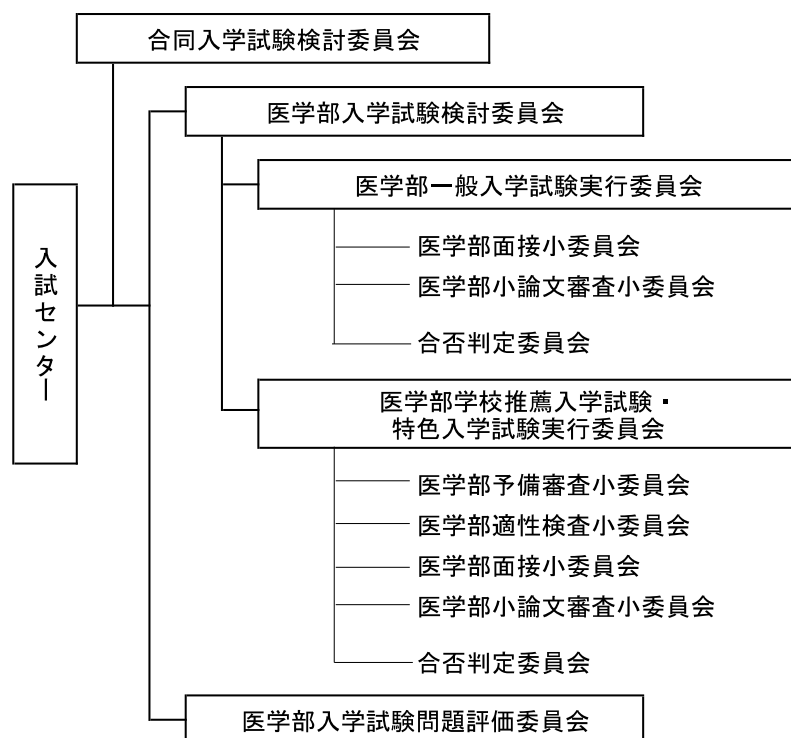 合同入学試験検討委員会
医学部入学試験検討委員会
医学部一般入学試験実行委員会
入試センター
医学部面接小委員会
医学部小論文審査小委員会
合否判定委員会
医学部学校推薦入学試験・
特色入学試験実行委員会
医学部予備審査小委員会
医学部適性検査小委員会
医学部面接小委員会
医学部小論文審査小委員会
合否判定委員会
医学部入学試験問題評価委員会